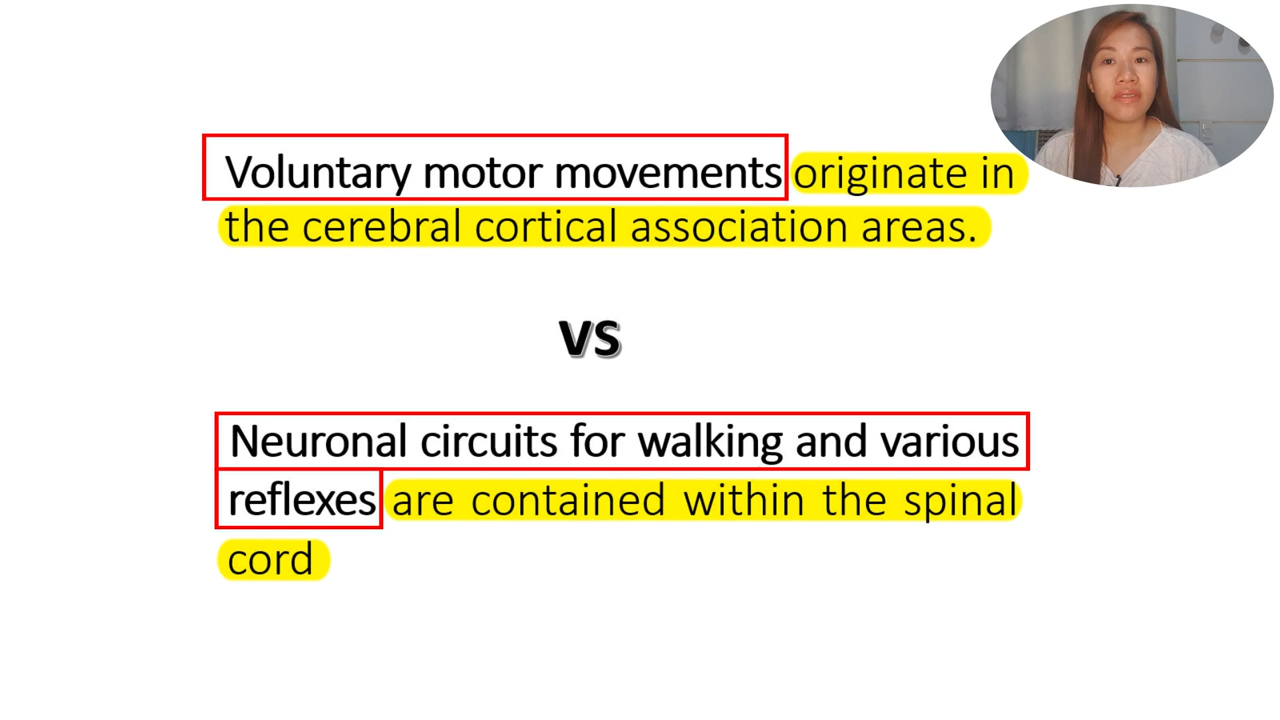 Voluntary motor movements originate in
the cerebral cortical association areas.
VS
Neuronal circuits for walking and various
reflexes are contained within the spinal
cord